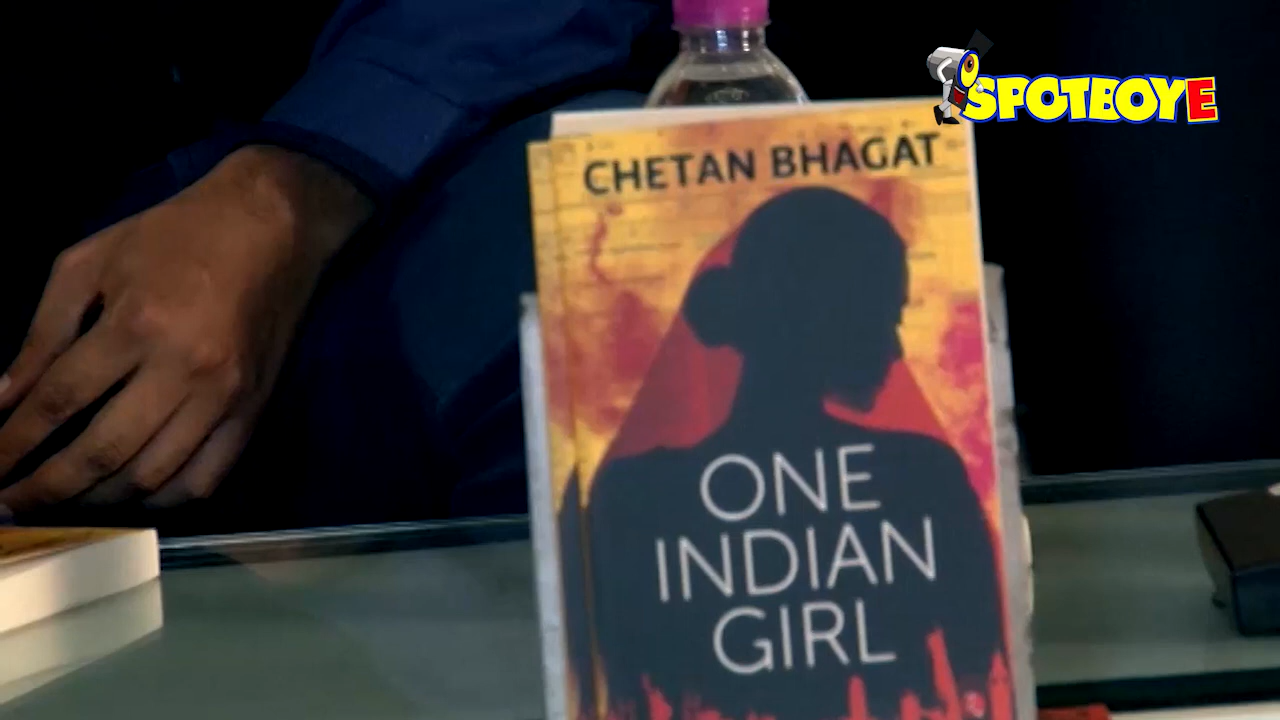 SPOTBOYE
CHETAN BHAGAT
ONE
INDIAN
GIRL